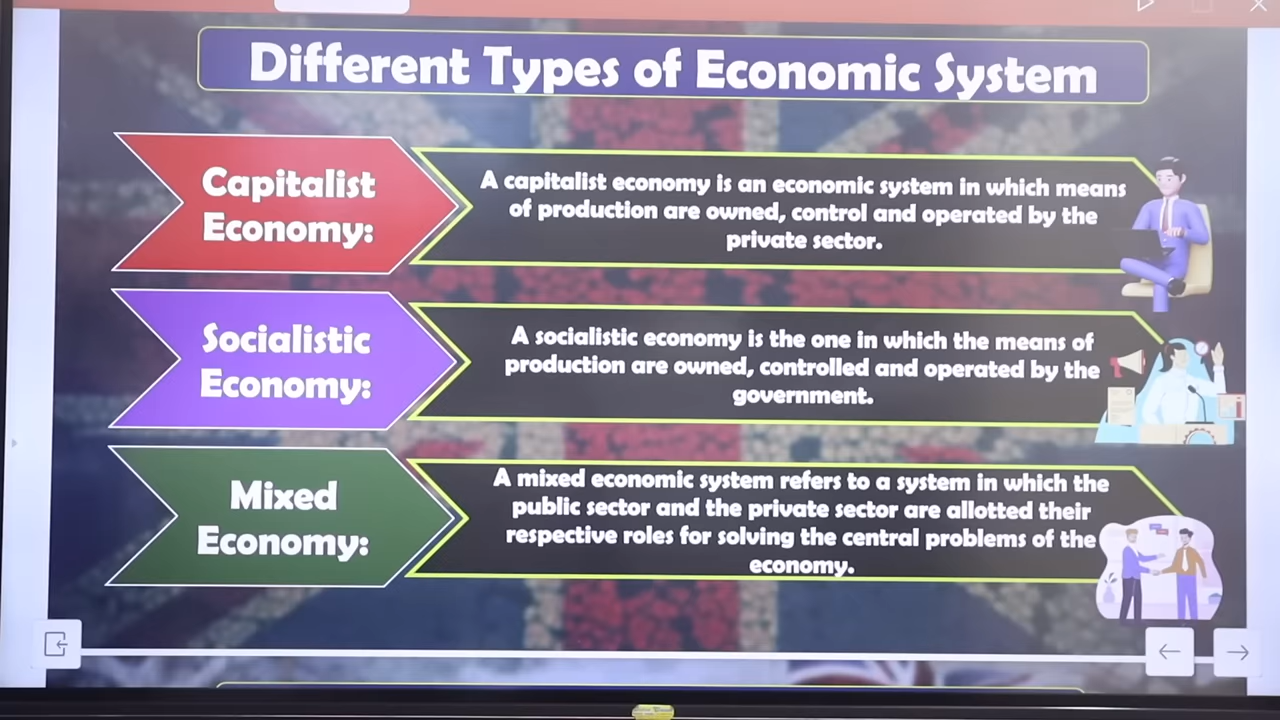 Different Types of Economic System
Capitalist
Economy:
A capitalist economy is an economic system in which means
of production are owned, control and operated by the
private sector.
Socialistic
Economy:
A socialistic economy is the one in which the means of
production are owned, controlled and operated by the
government.
Mixed
Economy:
A mixed economic system refers to a system in which the
public sector and the private sector are allotted their
respective roles for solving the central problems of the
economy.